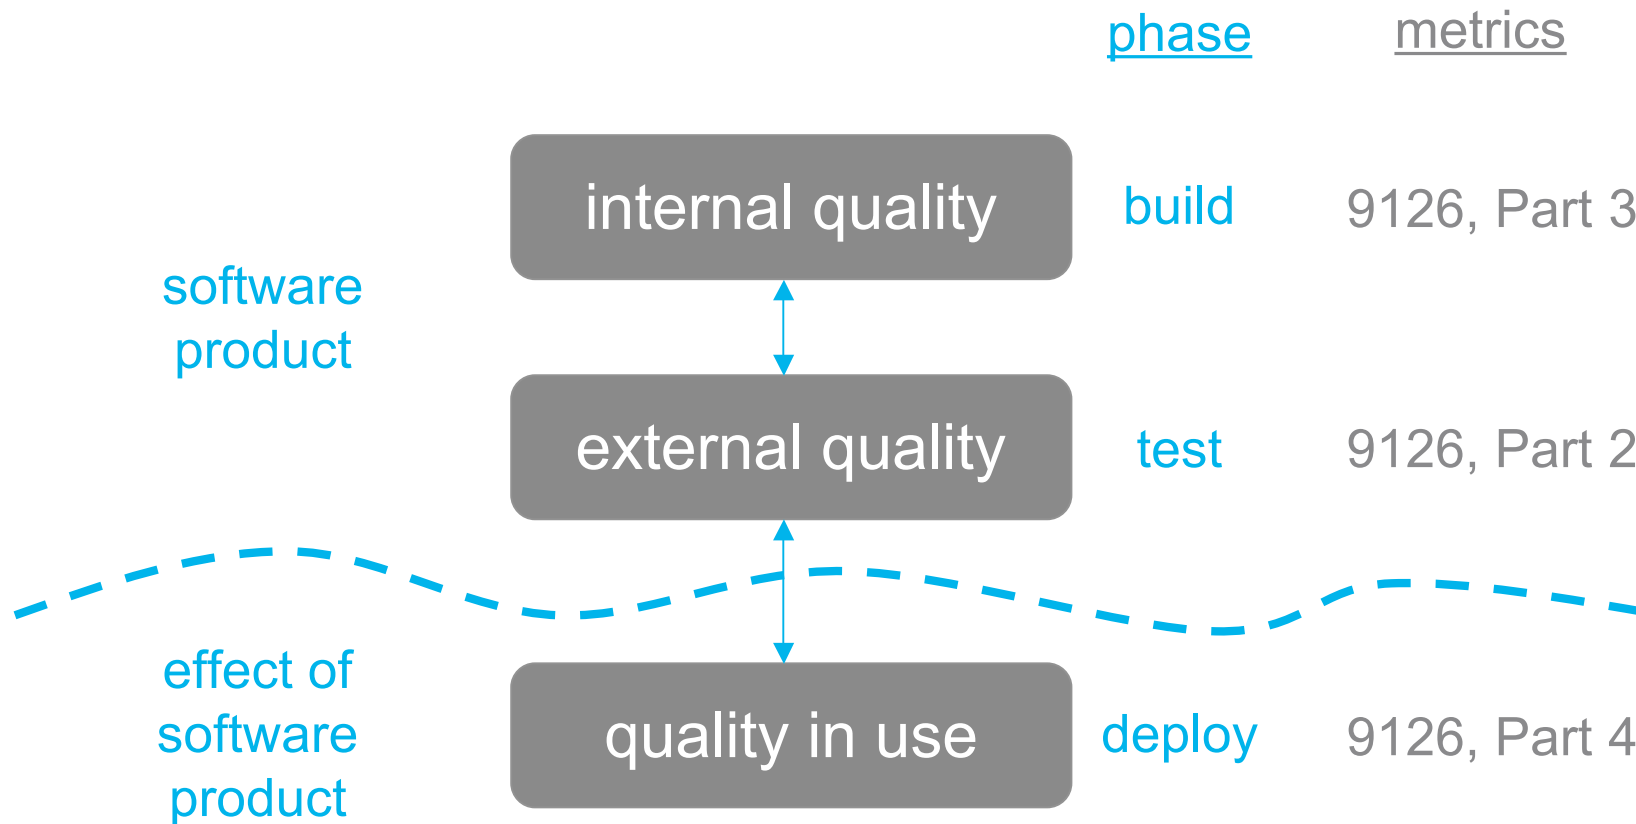 phase
metrics
internal quality
build
9126, Part 3
software
product
external quality
test
9126, Part 2
effect of
software
product
quality in use
deploy
9126, Part 4